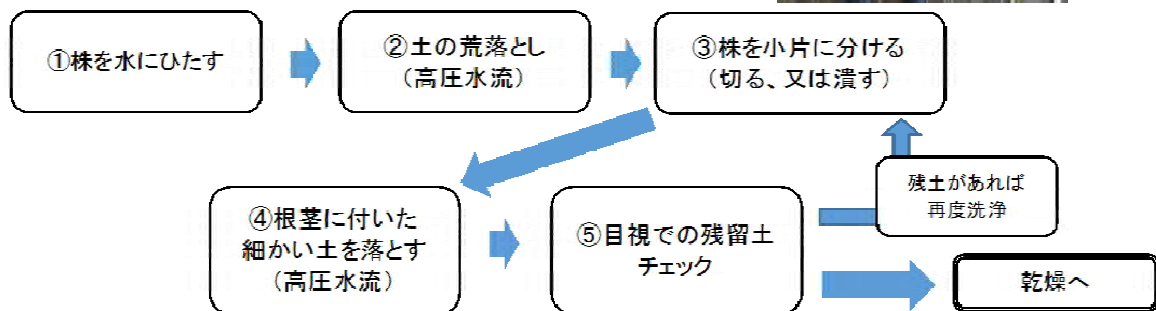 ①株を水にひたす
②土の荒落とし
（高圧水流）
③株を小片に分ける
（切る、又は潰す）
④根茎に付いた
細かい土を落とす
（高圧水流）
⑤目視での残留土
チェック
残土があれば
再度洗浄
乾燥へ